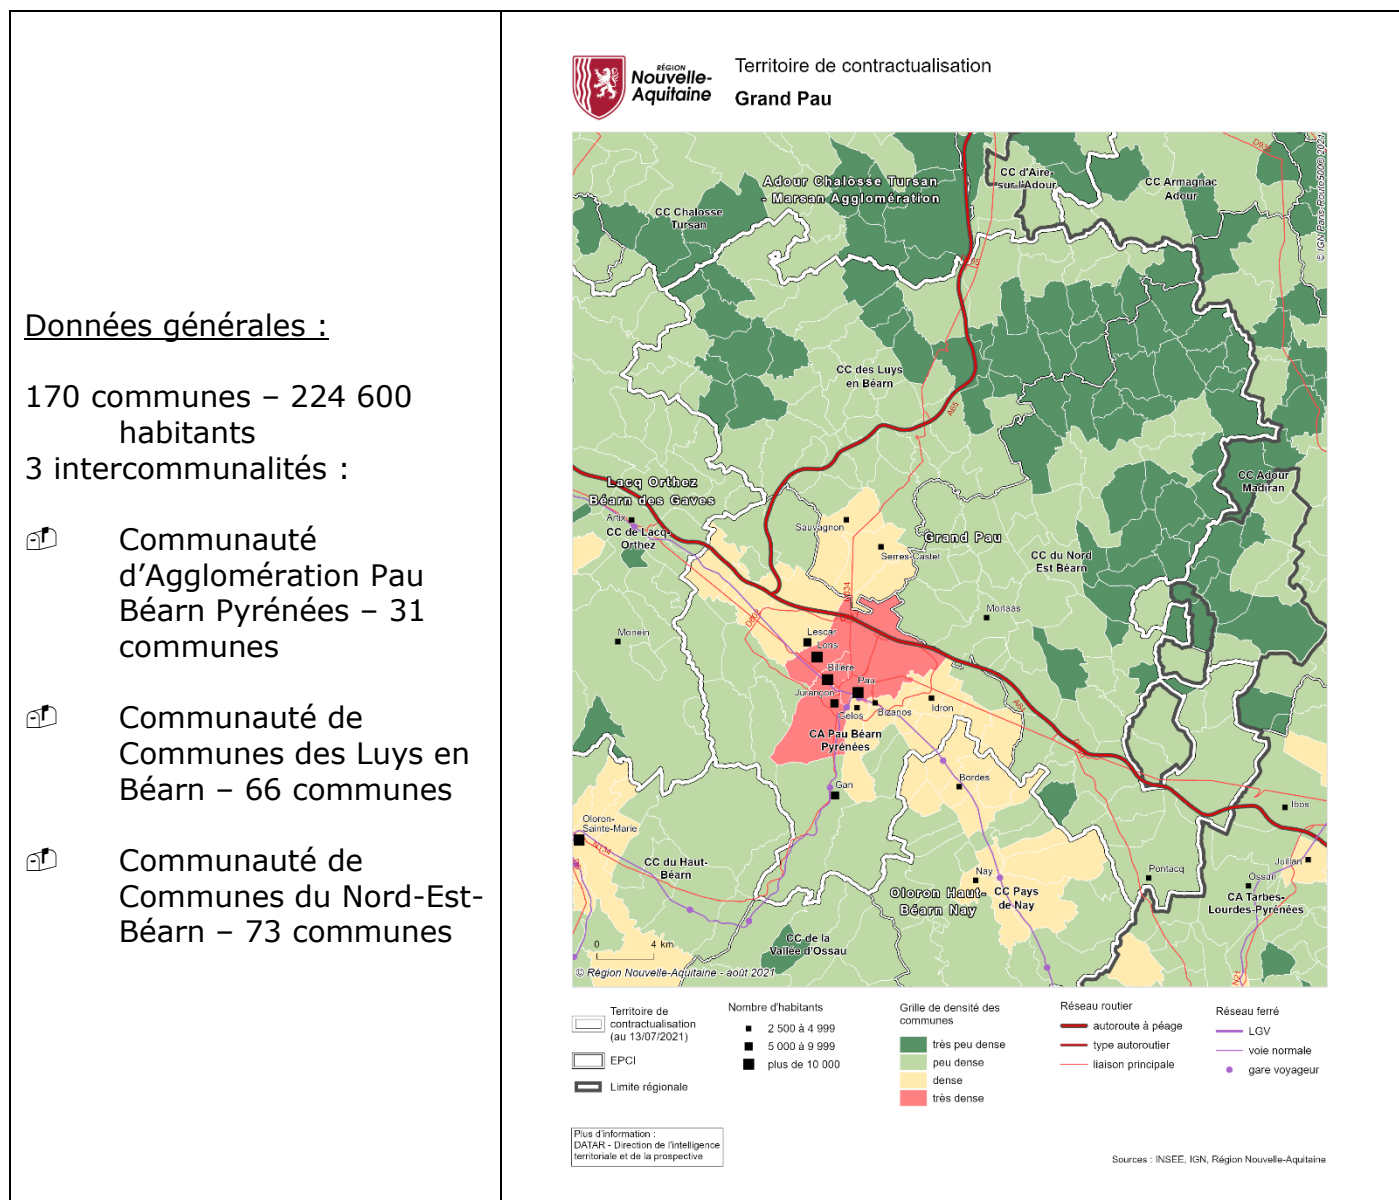 Données générales :
170 communes – 224 600
habitants
3 intercommunalités :
Communauté
d'Agglomération Pau
Béarn Pyrénées – 31
communes
Communauté de
Communes des Luys en
Béarn – 66 communes
Communauté de
Communes du Nord-Est-
Béarn – 73 communes
RÉGION
Nouvelle-
Aquitaine
Territoire de contractualisation
Grand Pau
Adour Chalosse Tursan
- Marsan Agglomération
CC d'Aire
sur l'Adour
CC Armagnac
Adour
CC Chalosse
Tursan
© IGN Paris Route500© 2021
CC des Luys
en Béarn
A65
CC Adour
Madiran
Lacq Orthez
Béarn des Gaves
Artix
CC de Lacq-
Orthez
Sauvagnon
Serres-Castet
Grand Pau
CC du Nord
Est Béarn
N134
Morlaas
Monein
Lescar
Lons
Billère
Pau
Jurançon
Gelos
Bizanos
Idron
A64
CA Pau Béarn
Pyrénées
Bordes
Gan
Ibos
Oloron-
Sainte-Marie
N134
CC du Haut-
Béarn
Nay
CC Pays
de Nay
Oloron Haut-
Béarn Nay
Pontacq
Juillan
Ossun
CA Tarbes-
Lourdes-Pyrénées
CC de la
Vallée d'Ossau
N21
0 4 km
© Région Nouvelle-Aquitaine - août 2021
Territoire de
contractualisation
(au 13/07/2021)
EPCI
Limite régionale
Nombre d'habitants
2 500 à 4 999
5 000 à 9 999
plus de 10 000
Grille de densité des
communes
très peu dense
peu dense
dense
très dense
Réseau routier
autoroute à péage
type autoroutier
liaison principale
Réseau ferré
LGV
voie normale
gare voyageur
Plus d'information :
DATAR - Direction de l'intelligence
territoriale et de la prospective
Sources : INSEE, IGN, Région Nouvelle-Aquitaine